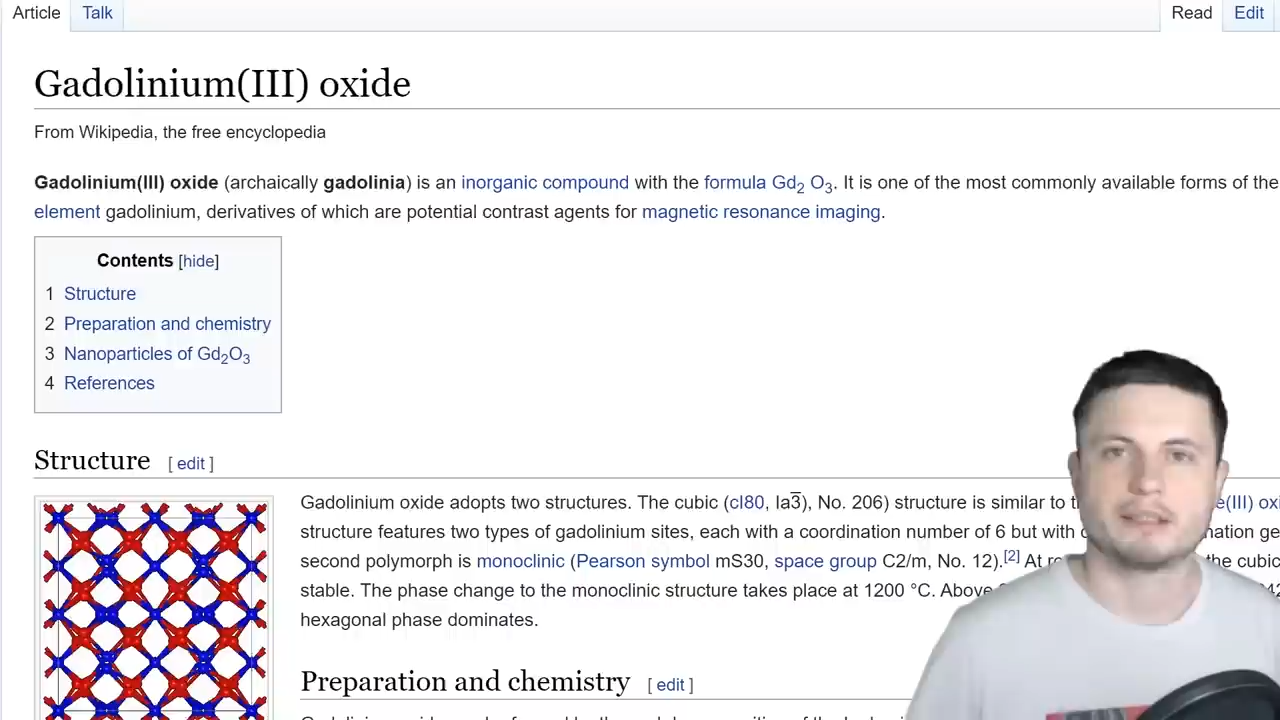 Article Talk Read Edit
Gadolinium(III) oxide
From Wikipedia, the free encyclopedia
Gadolinium(III) oxide (archaically gadolinia) is an inorganic compound with the formula Gd2 O3. It is one of the most commonly available forms of the
element gadolinium, derivatives of which are potential contrast agents for magnetic resonance imaging.
Contents [hide]
1 Structure
2 Preparation and chemistry
3 Nanoparticles of Gd2O3
4 References
Structure [ edit ]
Gadolinium oxide adopts two structures. The cubic (cI80, Ia3̅), No. 206) structure is similar to
structure features two types of gadolinium sites, each with a coordination number of 6 but with
second polymorph is monoclinic (Pearson symbol mS30, space group C2/m, No. 12).[2] At the cubic
stable. The phase change to the monoclinic structure takes place at 1200 °C. Above
hexagonal phase dominates.
Preparation and chemistry [ edit ]